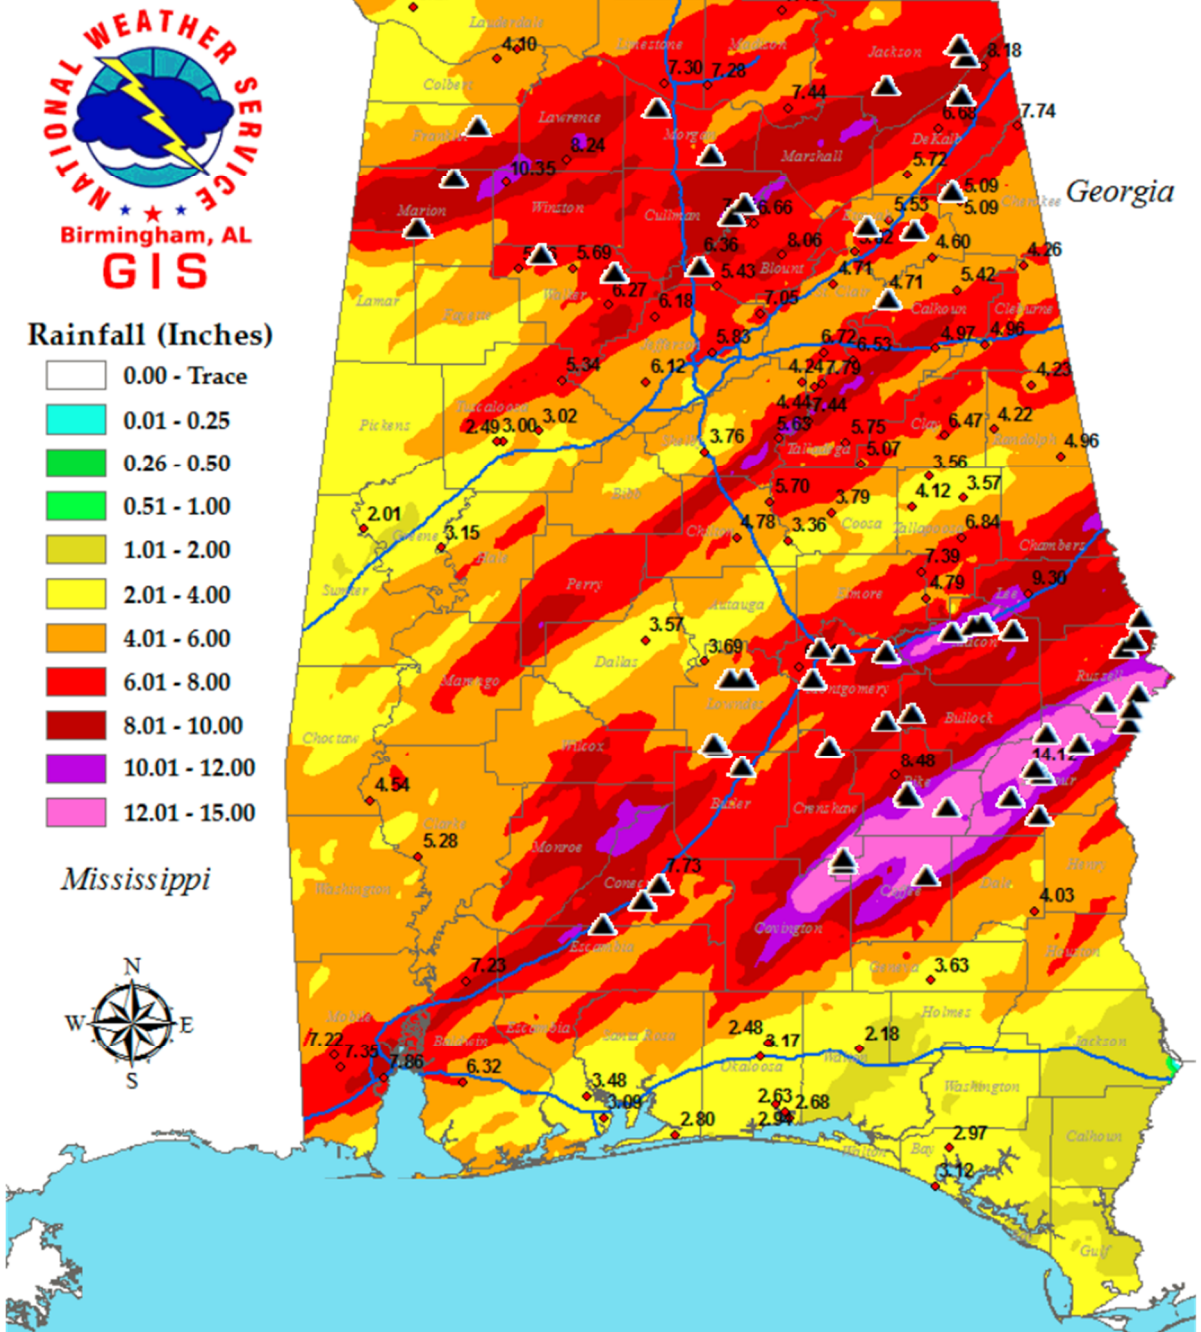 NATIONAL WEATHER SERVICE
Birmingham, AL
GIS
Rainfall (Inches)
0.00 - Trace
0.01 - 0.25
0.26 - 0.50
0.51 - 1.00
1.01 - 2.00
2.01 - 4.00
4.01 - 6.00
6.01 - 8.00
8.01 - 10.00
10.01 - 12.00
12.01 - 15.00
Georgia
Mississippi
N
W E
S
Lauderdale
4.10
Limestone
Madison
Jackson
8.18
Colbert
7.30
7.28
7.44
6.68
7.74
Franklin
Lawrence
Morgan
DeKalb
8.24
Marshall
5.72
10.35
5.09
5.09
Cherokee
Marion
Winston
Cullman
6.66
5.53
6.36
8.06
4.60
4.26
5.69
5.43
Blount
4.71
St. Clair
4.71
5.42
Lamar
Fayette
Walker
6.27
6.18
7.05
Calhoun
Cleburne
Jefferson
5.83
6.72
6.53
4.97
4.96
5.34
6.12
4.24
7.79
4.23
4.44
7.44
Pickens
Tuscaloosa
2.49
3.00
3.02
Shelby
3.76
5.63
Talladega
5.75
5.07
Clay
6.47
4.22
Randolph
4.96
3.56
Bibb
5.70
3.79
4.12
3.57
2.01
Greene
3.15
Hale
Chilton
4.78
3.36
Coosa
Tallapoosa
6.84
Chambers
7.39
Sumter
Perry
Autauga
Elmore
4.79
Lee
9.30
3.57
Dallas
3.69
Macon
Marengo
Lowndes
Montgomery
Russell
Choctaw
Wilcox
Bullock
14.12
4.54
8.48
Pike
Butler
Crenshaw
Clarke
5.28
Monroe
7.73
Washington
Henry
Coffee
Dale
4.03
Covington
Escambia
Houston
7.23
Geneva
3.63
Mobile
Baldwin
Escambia
Santa Rosa
Holmes
7.22
7.35
7.86
2.48
3.17
2.18
Jackson
6.32
Okaloosa
Walton
Washington
3.48
3.09
2.63
2.68
2.94
2.80
Calhoun
2.97
Walton
Bay
3.12
Gulf